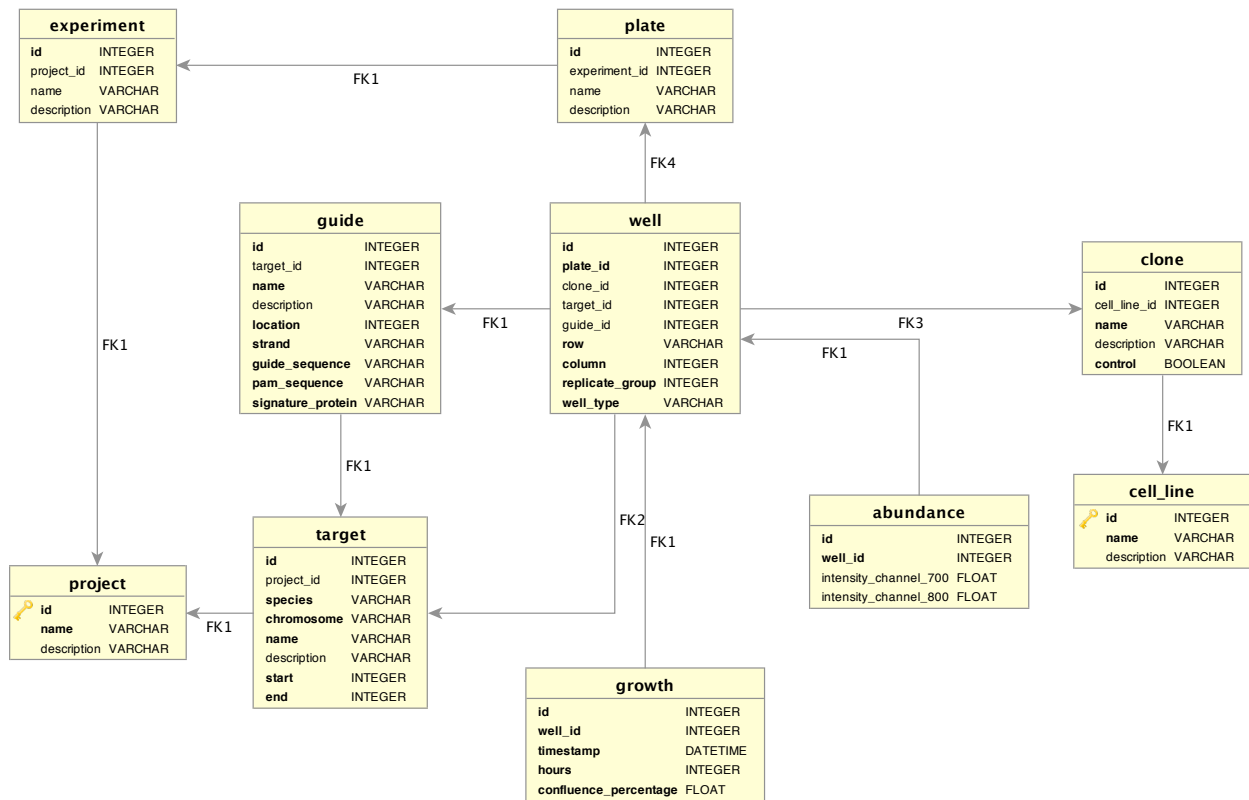 experiment
id INTEGER
project_id INTEGER
name VARCHAR
description VARCHAR
plate
id INTEGER
experiment_id INTEGER
name VARCHAR
description VARCHAR
FK1
FK4
guide
id INTEGER
target_id INTEGER
name VARCHAR
description VARCHAR
location INTEGER
strand VARCHAR
guide_sequence VARCHAR
pam_sequence VARCHAR
signature_protein VARCHAR
well
id INTEGER
plate_id INTEGER
clone_id INTEGER
target_id INTEGER
guide_id INTEGER
row VARCHAR
column INTEGER
replicate_group INTEGER
well_type VARCHAR
clone
id INTEGER
cell_line_id INTEGER
name VARCHAR
description VARCHAR
control BOOLEAN
FK1
FK3
FK1
FK1
FK1
FK1
cell_line
id INTEGER
name VARCHAR
description VARCHAR
abundance
id INTEGER
well_id INTEGER
intensity_channel_700 FLOAT
intensity_channel_800 FLOAT
FK2
FK1
target
id INTEGER
project_id INTEGER
species VARCHAR
chromosome VARCHAR
name VARCHAR
description VARCHAR
start INTEGER
end INTEGER
project
id INTEGER
name VARCHAR
description VARCHAR
FK1
growth
id INTEGER
well_id INTEGER
timestamp DATETIME
hours INTEGER
confluence_percentage FLOAT